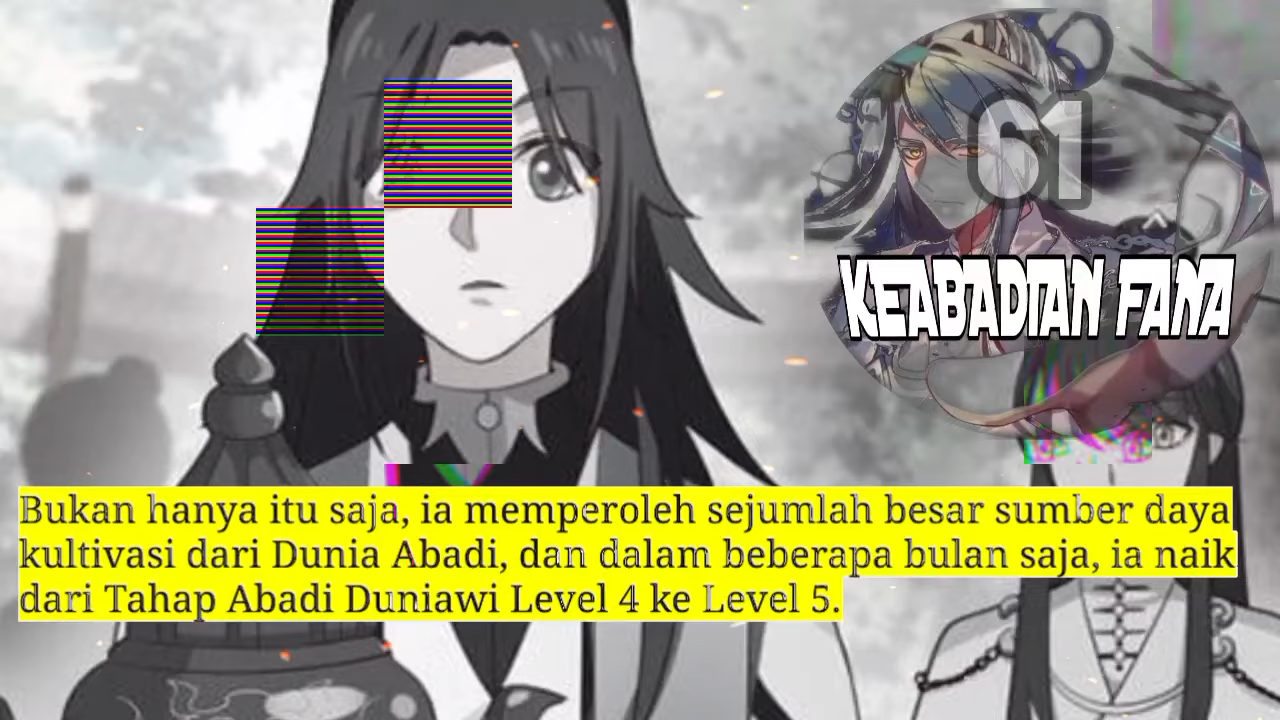 61
KEABADIAN FANA
Bukan hanya itu saja, ia memperoleh sejumlah besar sumber daya
kultivasi dari Dunia Abadi, dan dalam beberapa bulan saja, ia naik
dari Tahap Abadi Duniawi Level 4 ke Level 5.